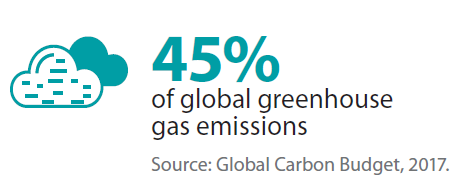 45%
of global greenhouse
gas emissions
Source: Global Carbon Budget, 2017.